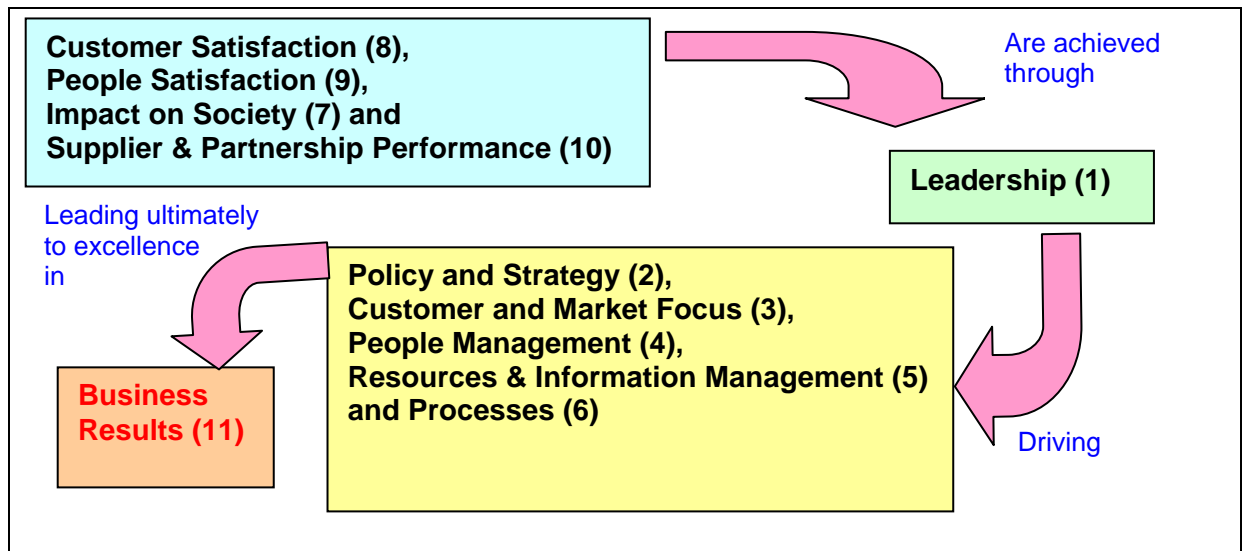 Customer Satisfaction (8),
People Satisfaction (9),
Impact on Society (7) and
Supplier & Partnership Performance (10)
Are achieved
through
Leadership (1)
Leading ultimately
to excellence
in
Policy and Strategy (2),
Customer and Market Focus (3),
People Management (4),
Resources & Information Management (5)
and Processes (6)
Business
Results (11)
Driving